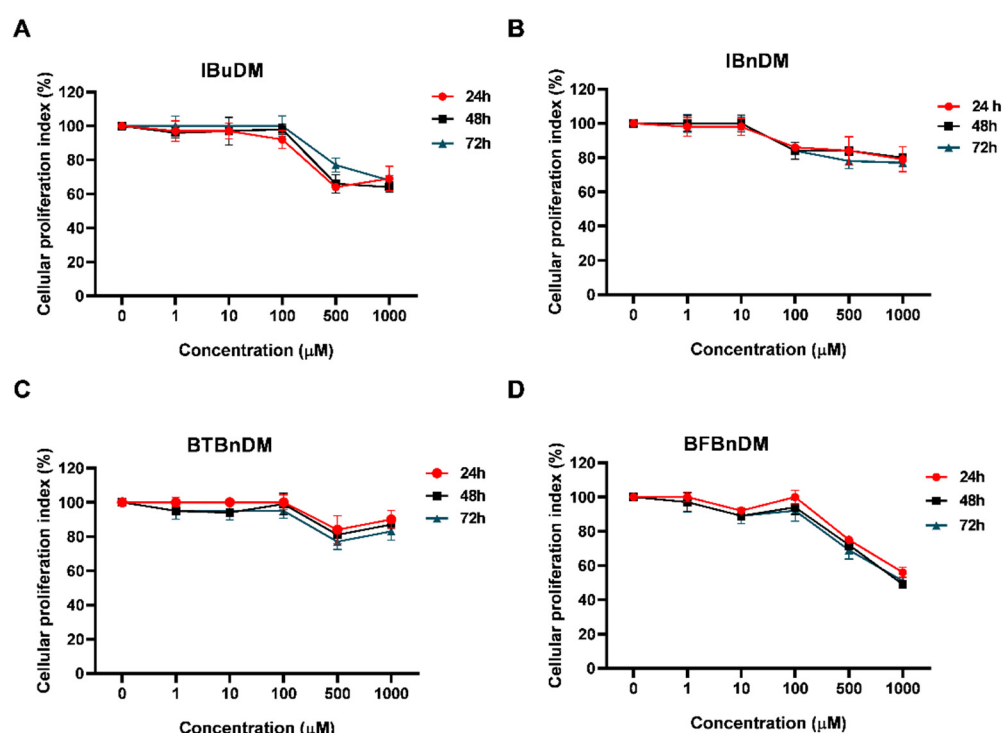 A
IBuDM
Cellular proliferation index (%)
120
100
80
60
40
20
0
0 1 10 100 500 1000
Concentration (μM)
24h
48h
72h
B
IBnDM
Cellular proliferation index (%)
120
100
80
60
40
20
0
0 1 10 100 500 1000
Concentration (μM)
24 h
48h
72h
C
BTBnDM
Cellular proliferation index (%)
120
100
80
60
40
20
0
0 1 10 100 500 1000
Concentration (μM)
24h
48h
72h
D
BFBnDM
Cellular proliferation index (%)
120
100
80
60
40
20
0
0 1 10 100 500 1000
Concentration (μM)
24h
48h
72h